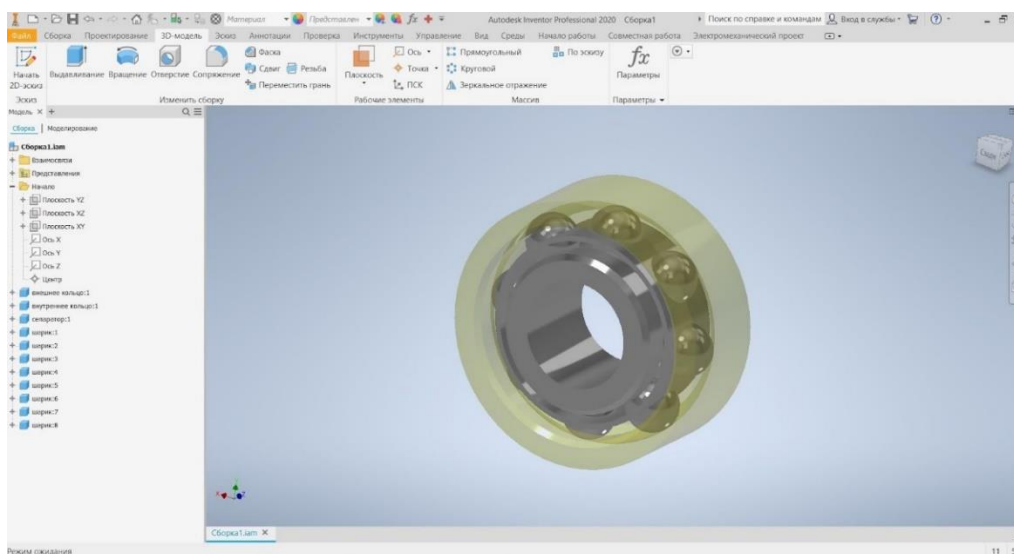 Материал
Представлен
Autodesk Inventor Professional 2020 Сборка1
Поиск по справке и командам
Вход в службы
Файл Сборка Проектирование 3D-модель Эскиз Аннотации Проверка Инструменты Управление Вид Среды Начало работы Совместная работа Электромеханический проект
Начать 2D-эскиз
Выдавливание Вращение Отверстие Сопряжение
Фаска
Сдвиг Резьба
Переместить грань
Плоскость
Ось
Точка
ПСК
Прямоугольный По эскизу
Круговой
Зеркальное отражение
fx
Параметры
Эскиз Изменить сборку Рабочие элементы Массив Параметры
Модель × +
Сборка | Моделирование
Сборка1.iam
Взаимосвязи
Представления
Начало
Плоскость YZ
Плоскость XZ
Плоскость XY
Ось X
Ось Y
Ось Z
Центр
внешнее кольцо:1
внутреннее кольцо:1
сепаратор:1
шарик:1
шарик:2
шарик:3
шарик:4
шарик:5
шарик:6
шарик:7
шарик:8
Сборка1.iam ×
Режим ожидания
11